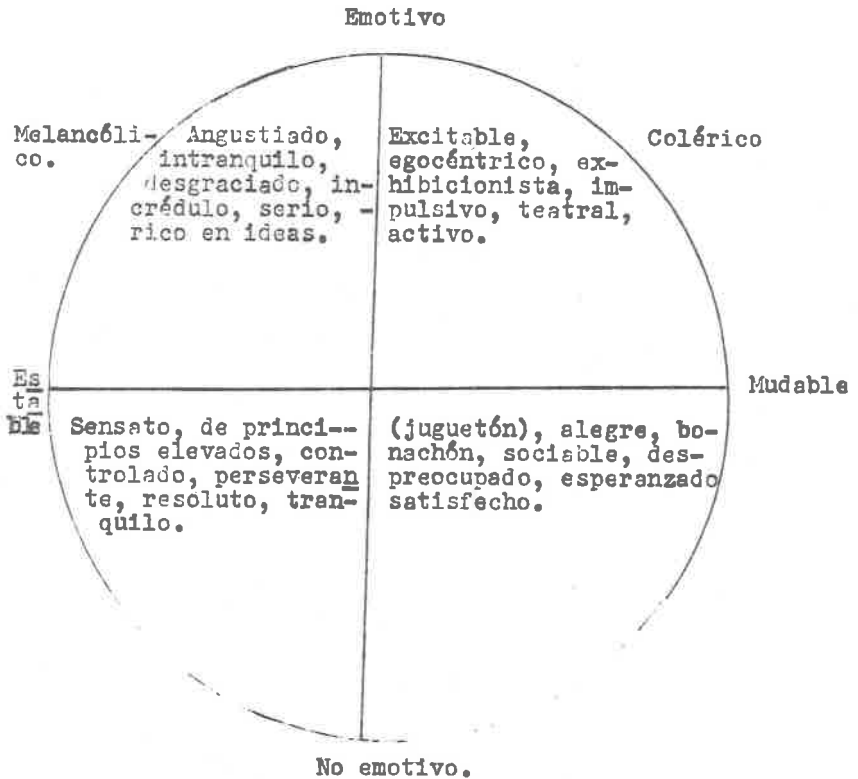 Emotivo
Melancóli-
co.
Angustiado,
intranquilo,
desgraciado, in-
crédulo, serio, -
rico en ideas.
Excitable,
egocéntrico, ex-
hibicionista, im-
pulsivo, teatral,
activo.
Colérico
Es
ta
ble
Mudable
Sensato, de princi--
pios elevados, con-
trolado, perseveran
te, resoluto, tran-
quilo.
(juguetón), alegre, bo-
nachón, sociable, des-
preocupado, esperanzado
satisfecho.
No emotivo.